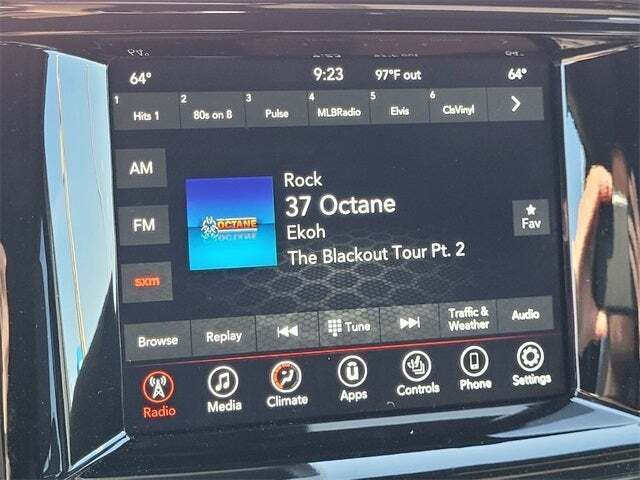 64° 9:23 97°F out 64°
1 Hits 1 2 80s on 8 3 Pulse 4 MLBRadio 5 Elvis 6 ClsVinyl
AM
FM
sxm
OCTANE
Rock
37 Octane
Ekoh
The Blackout Tour Pt. 2
Fav
Browse Replay Tune Traffic & Weather Audio
Radio Media Climate Apps Controls Phone Settings